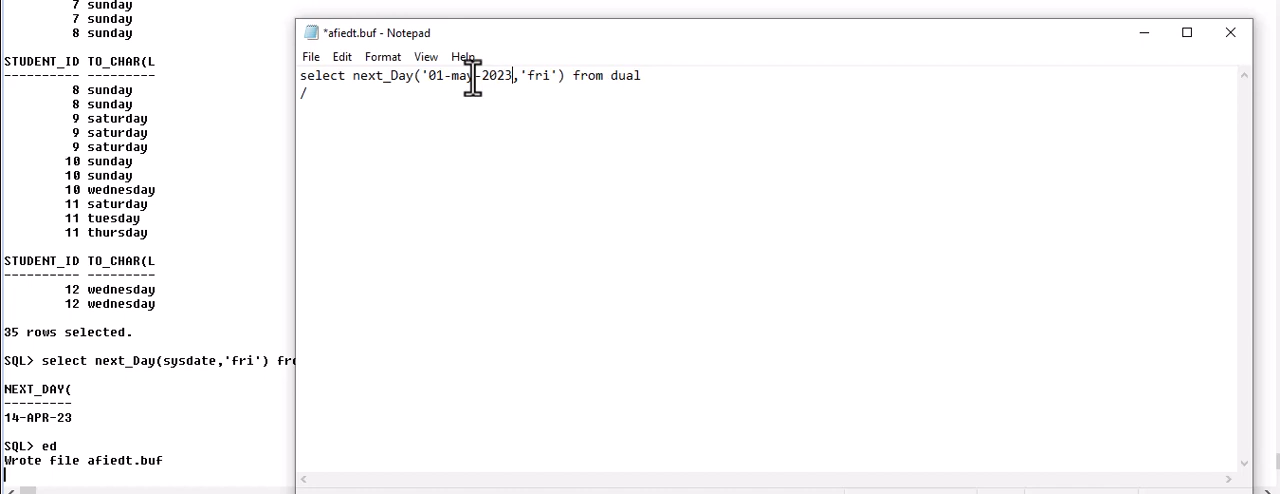 7 sunday
7 sunday
8 sunday
STUDENT_ID TO_CHAR(L
---------- ---------
8 sunday
8 sunday
9 saturday
9 saturday
9 saturday
10 sunday
10 sunday
10 wednesday
11 saturday
11 tuesday
11 thursday
STUDENT_ID TO_CHAR(L
---------- ---------
12 wednesday
12 wednesday
35 rows selected.
SQL> select next_Day(sysdate,'fri') fro
NEXT_DAY(
---------
14-APR-23
SQL> ed
Wrote file afiedt.buf
*afiedt.buf - Notepad
File Edit Format View Help
select next_Day('01-may-2023,'fri') from dual
/